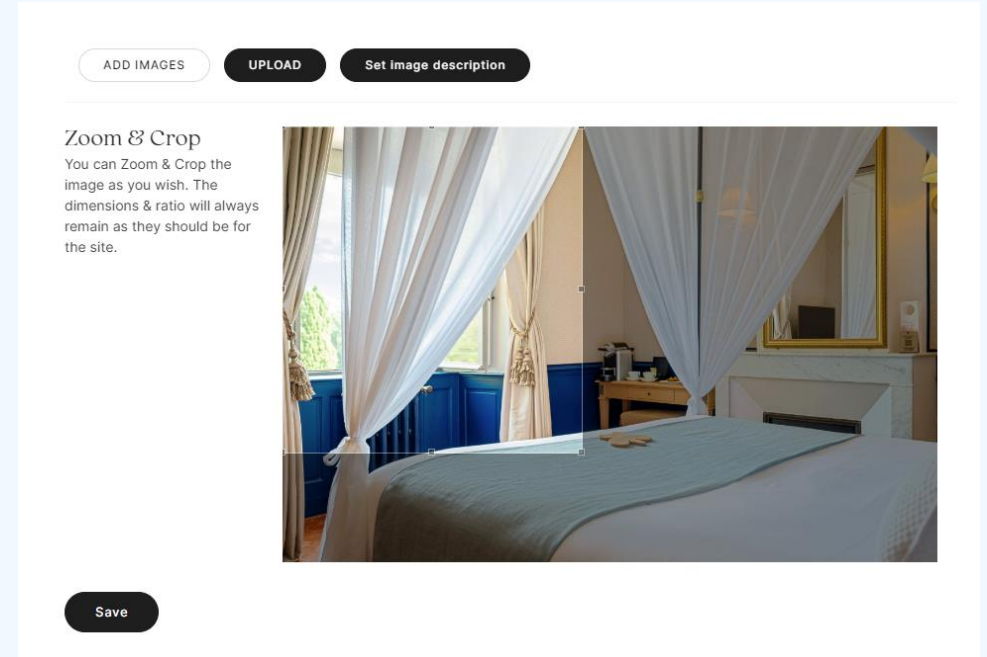 ADD IMAGES
UPLOAD
Set image description
Zoom & Crop
You can Zoom & Crop the
image as you wish. The
dimensions & ratio will always
remain as they should be for
the site.
Save